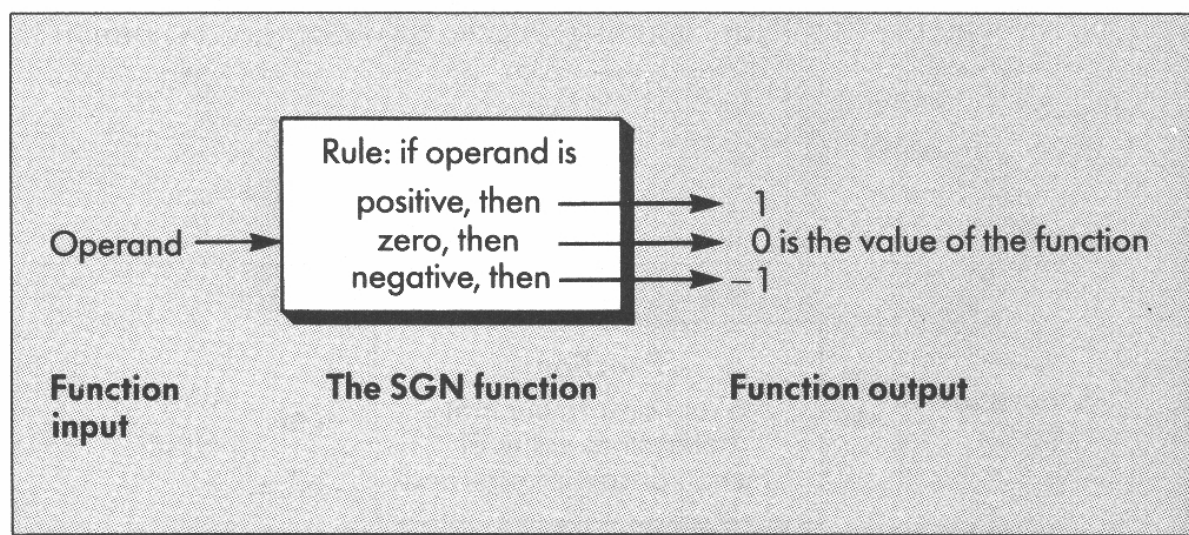 Rule: if operand is
positive, then 1
Operand zero, then 0 is the value of the function
negative, then −1
Function input
The SGN function
Function output